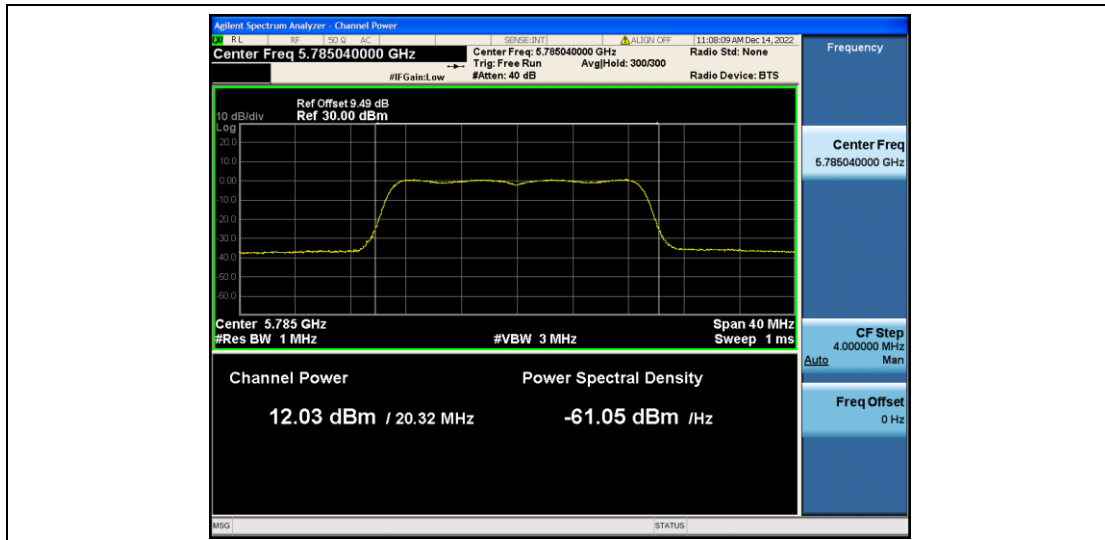 Agilent Spectrum Analyzer - Channel Power
RL RF 50 Ω AC SENSE:INT ALIGN OFF 11:08:09 AM Dec 14, 2022
Center Freq 5.785040000 GHz
Center Freq: 5.785040000 GHz
Radio Std: None
Trig: Free Run Avg|Hold: 300/300
#IFGain:Low #Atten: 40 dB Radio Device: BTS
Ref Offset 9.49 dB
10 dB/div Ref 30.00 dBm
Log
20.0
10.0
0.00
-10.0
-20.0
-30.0
-40.0
-50.0
-60.0
Center 5.785 GHz Span 40 MHz
#Res BW 1 MHz #VBW 3 MHz Sweep 1 ms
Channel Power Power Spectral Density
12.03 dBm / 20.32 MHz -61.05 dBm /Hz
Frequency
Center Freq
5.785040000 GHz
CF Step
4.000000 MHz
Auto Man
Freq Offset
0 Hz
MSG STATUS